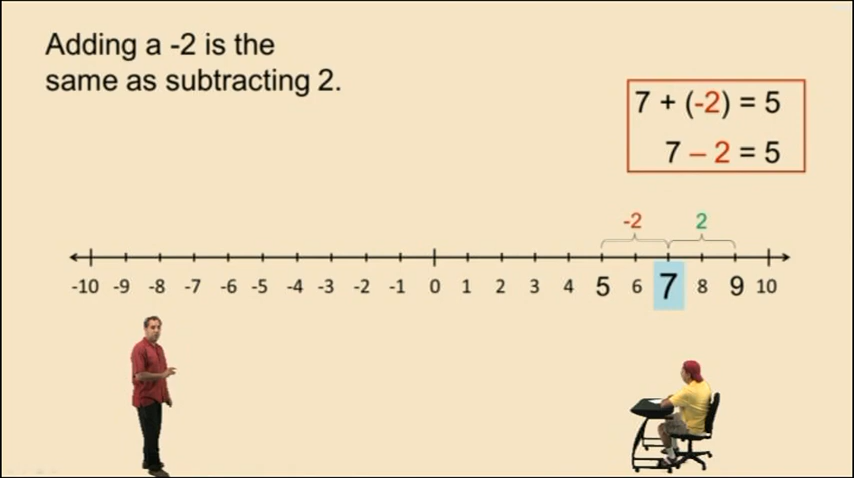 Adding a -2 is the
same as subtracting 2.
7 + (-2) = 5
7 – 2 = 5
-2 2
-10 -9 -8 -7 -6 -5 -4 -3 -2 -1 0 1 2 3 4 5 6 7 8 9 10